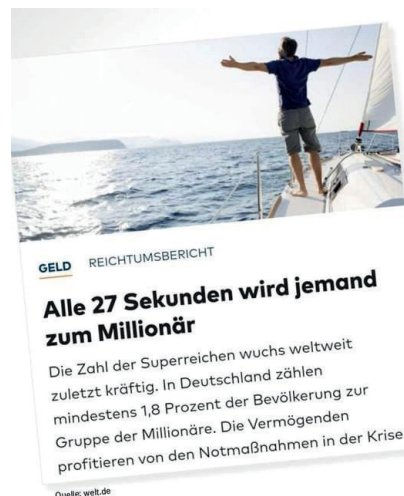 GELD REICHTUMSBERICHT
Alle 27 Sekunden wird jemand
zum Millionär
Die Zahl der Superreichen wuchs weltweit
zuletzt kräftig. In Deutschland zählen
mindestens 1,8 Prozent der Bevölkerung zur
Gruppe der Millionäre. Die Vermögenden
profitieren von den Notmaßnahmen in der Krise
Quelle: welt.de